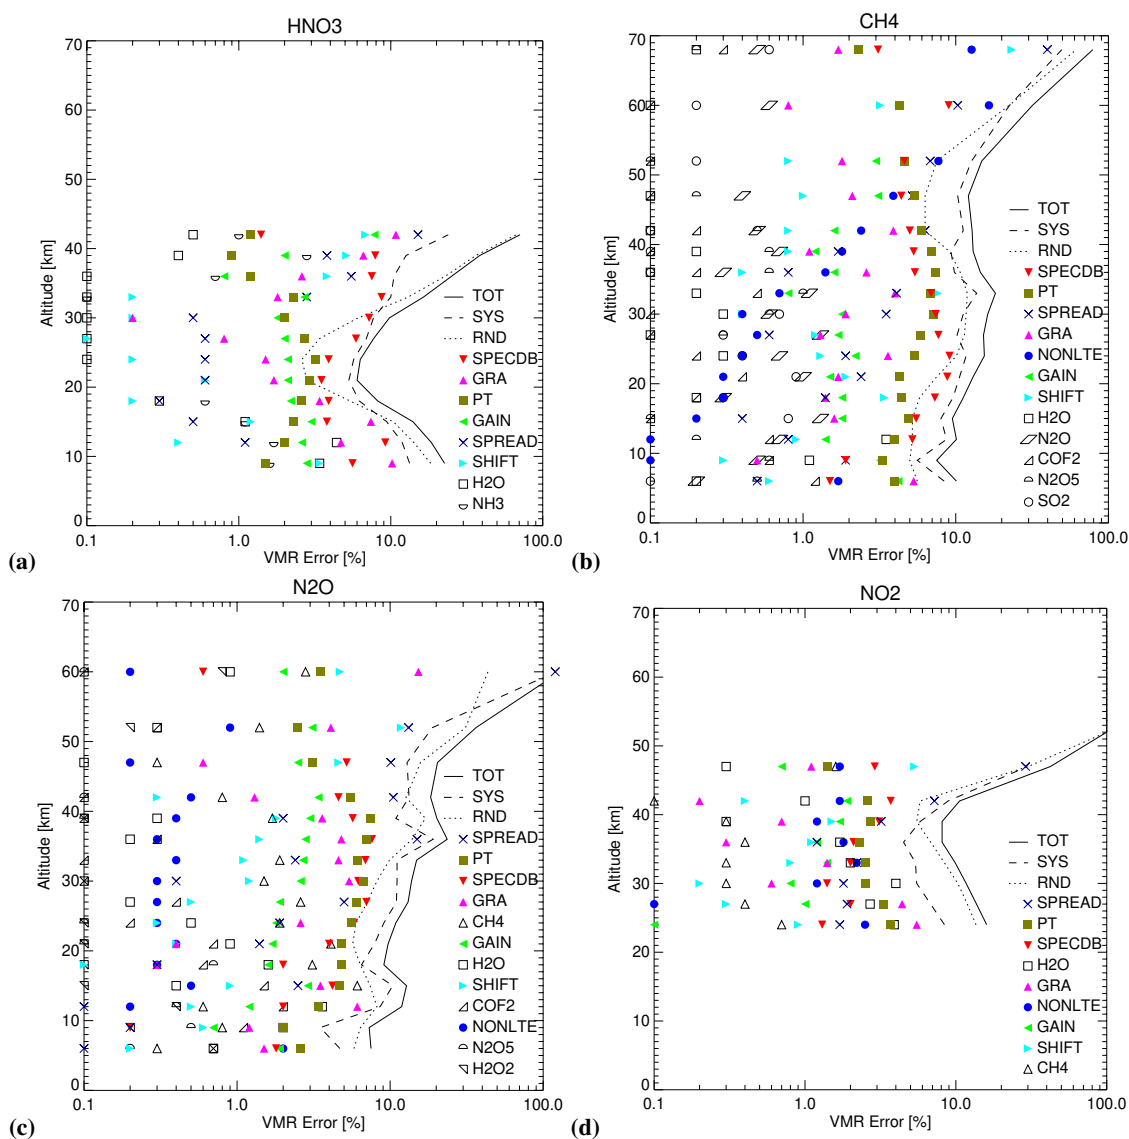 HNO3
70
60
50
40
30
20
10
0
Altitude [km]
TOT
SYS
RND
SPECDB
GRA
PT
GAIN
SPREAD
SHIFT
H2O
NH3
0.1
1.0
10.0
100.0
VMR Error [%]
(a)
CH4
70
60
50
40
30
20
10
0
Altitude [km]
TOT
SYS
RND
SPECDB
PT
SPREAD
GRA
NONLTE
GAIN
SHIFT
H2O
N2O
COF2
N2O5
SO2
0.1
1.0
10.0
100.0
VMR Error [%]
(b)
N2O
70
60
50
40
30
20
10
0
Altitude [km]
TOT
SYS
RND
SPREAD
PT
SPECDB
GRA
CH4
GAIN
H2O
SHIFT
COF2
NONLTE
N2O5
H2O2
0.1
1.0
10.0
100.0
VMR Error [%]
(c)
NO2
70
60
50
40
30
20
10
0
Altitude [km]
TOT
SYS
RND
SPREAD
PT
SPECDB
H2O
GRA
NONLTE
GAIN
SHIFT
CH4
0.1
1.0
10.0
100.0
VMR Error [%]
(d)